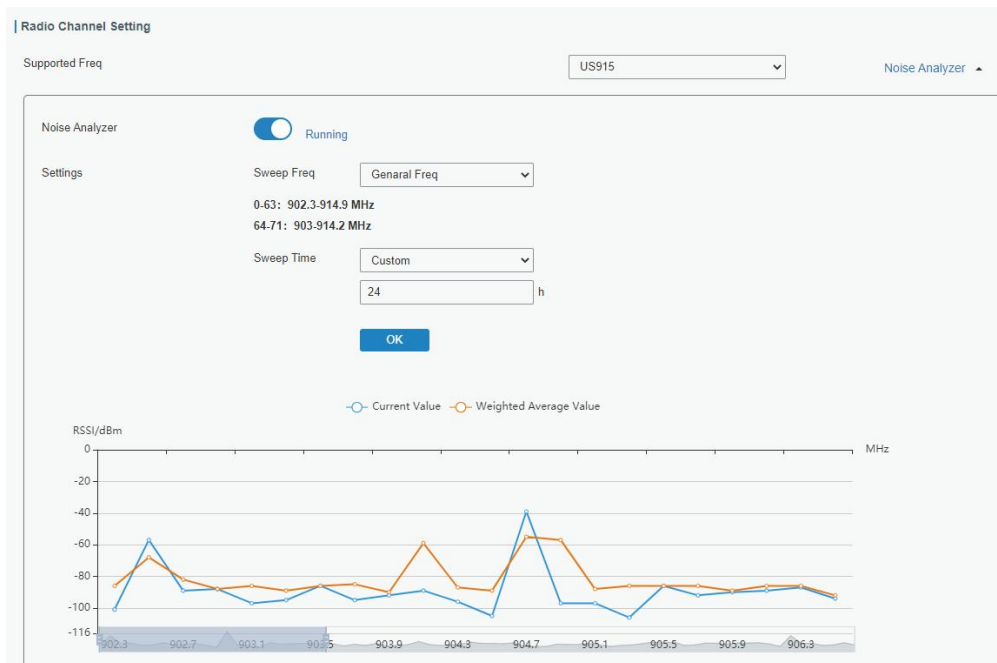 Radio Channel Setting
Supported Freq US915 Noise Analyzer
Noise Analyzer Running
Settings Sweep Freq Genaral Freq
0-63: 902.3-914.9 MHz
64-71: 903-914.2 MHz
Sweep Time Custom
24 h
OK
Current Value Weighted Average Value
RSSI/dBm
0 MHz
-20
-40
-60
-80
-100
-116
902.3 902.7 903.1 903.5 903.9 904.3 904.7 905.1 905.5 905.9 906.3